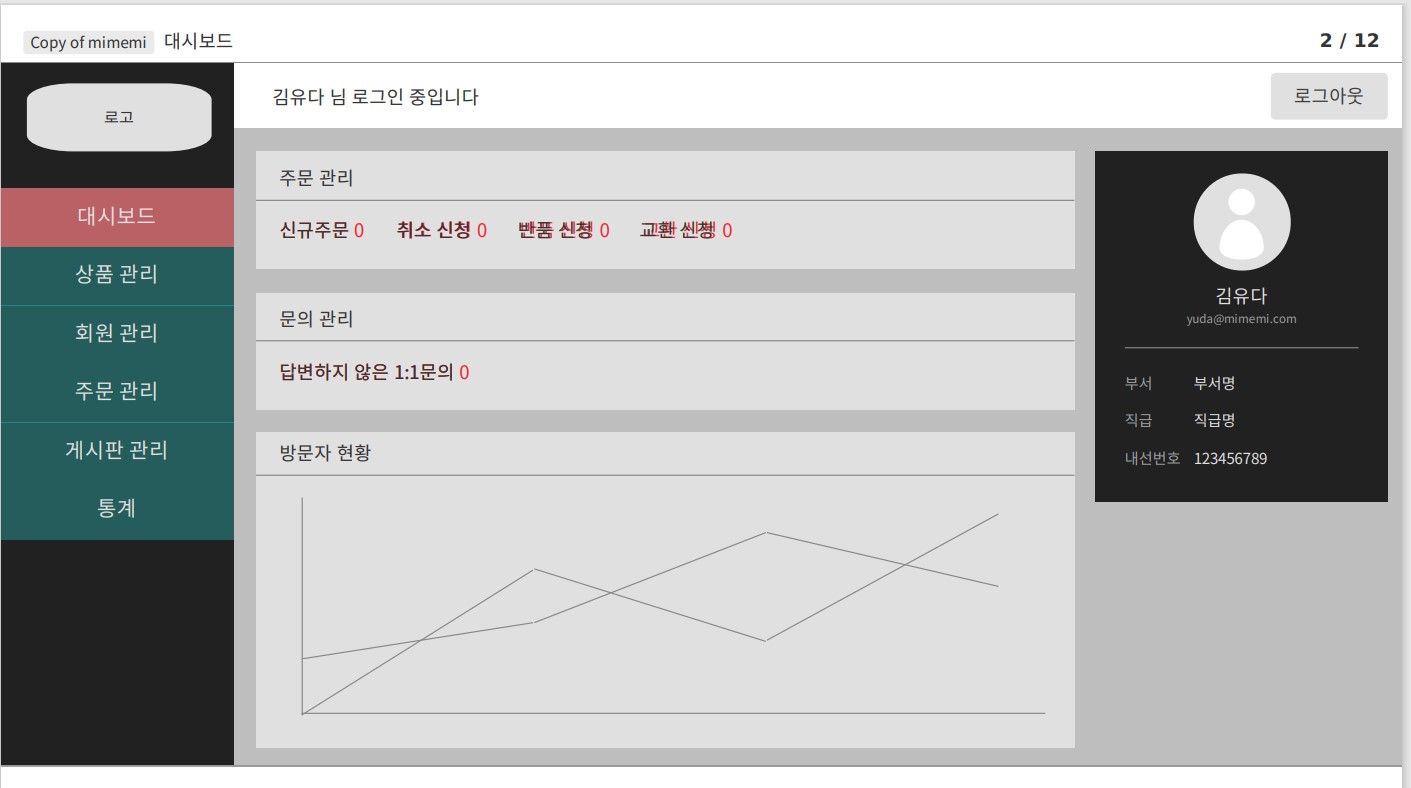 Copy of mimemi 대시보드
2 / 12
로고
김유다 님 로그인 중입니다
로그아웃
대시보드
상품 관리
회원 관리
주문 관리
게시판 관리
통계
주문 관리
신규주문 0 취소 신청 0 반품 신청 0 교환 신청 0
문의 관리
답변하지 않은 1:1문의 0
방문자 현황
김유다
yuda@mimemi.com
부서 부서명
직급 직급명
내선번호 123456789